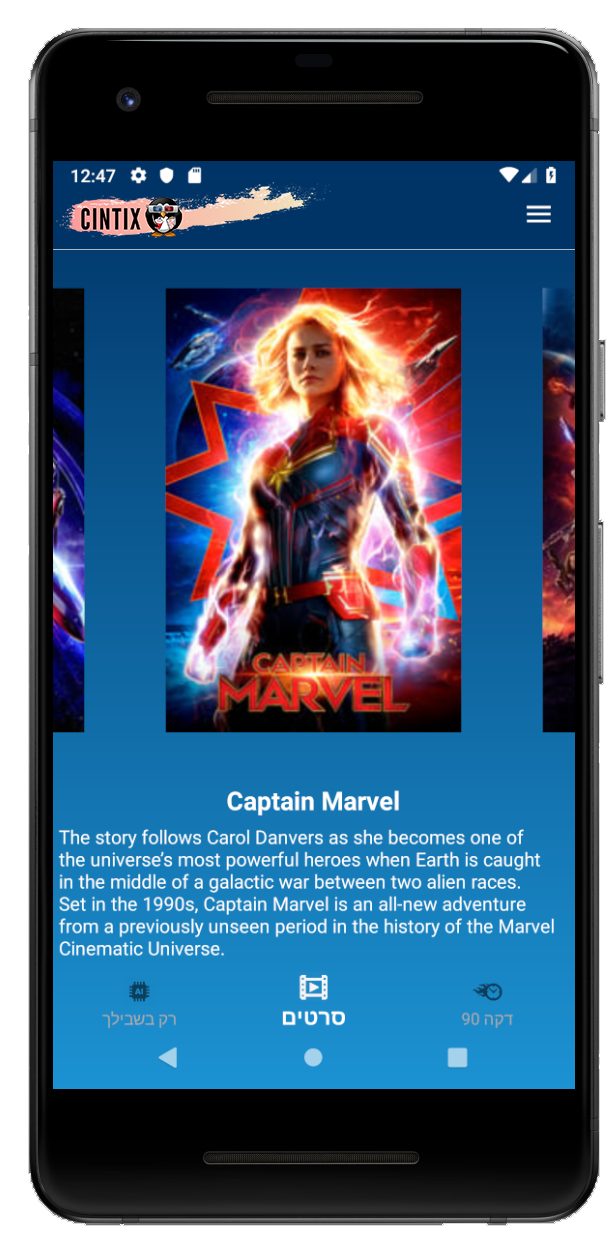 12:47
CINTIX
CAPTAIN
MARVEL
Captain Marvel
The story follows Carol Danvers as she becomes one of
the universe’s most powerful heroes when Earth is caught
in the middle of a galactic war between two alien races.
Set in the 1990s, Captain Marvel is an all-new adventure
from a previously unseen period in the history of the Marvel
Cinematic Universe.
AI
רק בשבילך
סרטים
דקה 90